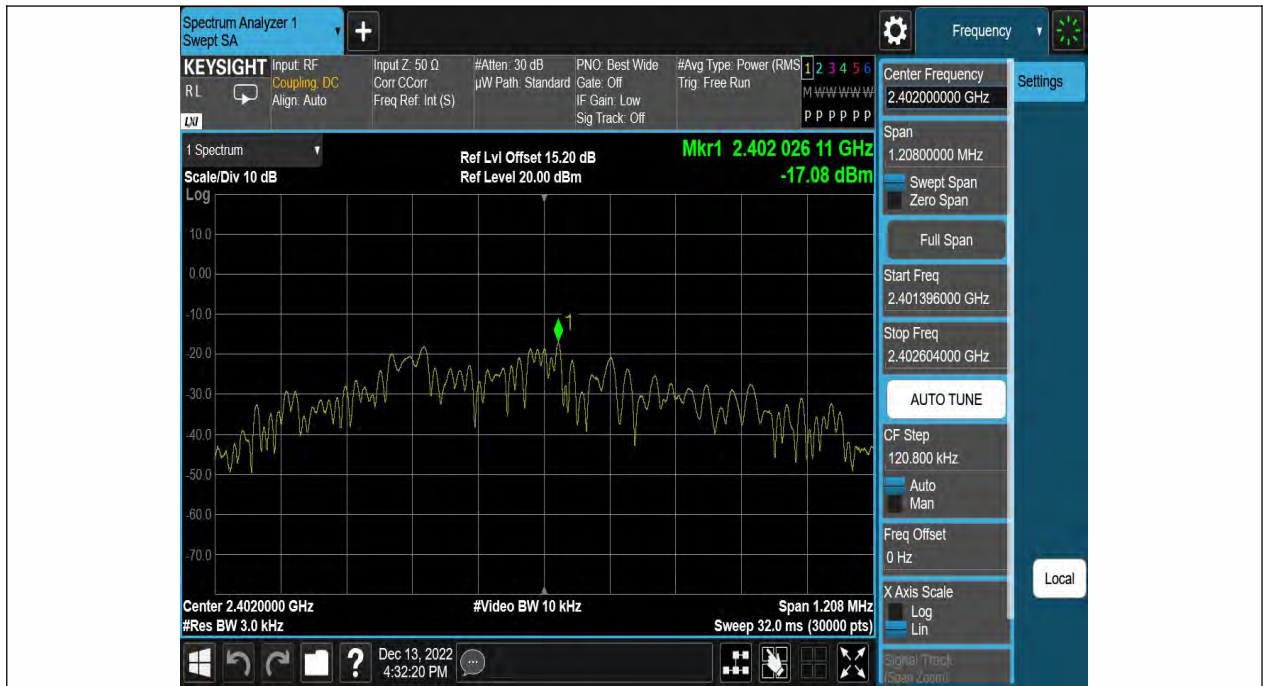 Spectrum Analyzer 1
Swept SA
+
Frequency
KEYSIGHT
RL
LXI
Input: RF
Coupling: DC
Align: Auto
Input Z: 50 Ω
Corr CCorr
Freq Ref: Int (S)
#Atten: 30 dB
µW Path: Standard
PNO: Best Wide
Gate: Off
IF Gain: Low
Sig Track: Off
#Avg Type: Power (RMS
Trig: Free Run
1 2 3 4 5 6
M W W W W W
P P P P P P
1 Spectrum
Scale/Div 10 dB
Ref Lvl Offset 15.20 dB
Ref Level 20.00 dBm
Mkr1 2.402 026 11 GHz
-17.08 dBm
Log
10.0
0.00
-10.0
-20.0
-30.0
-40.0
-50.0
-60.0
-70.0
1
Center 2.4020000 GHz
#Video BW 10 kHz
Span 1.208 MHz
#Res BW 3.0 kHz
Sweep 32.0 ms (30000 pts)
?
Dec 13, 2022
4:32:20 PM
Center Frequency
2.402000000 GHz
Settings
Span
1.20800000 MHz
Swept Span
Zero Span
Full Span
Start Freq
2.401396000 GHz
Stop Freq
2.402604000 GHz
AUTO TUNE
CF Step
120.800 kHz
Auto
Man
Freq Offset
0 Hz
Local
X Axis Scale
Log
Lin
Signal Track
(Span Zoom)